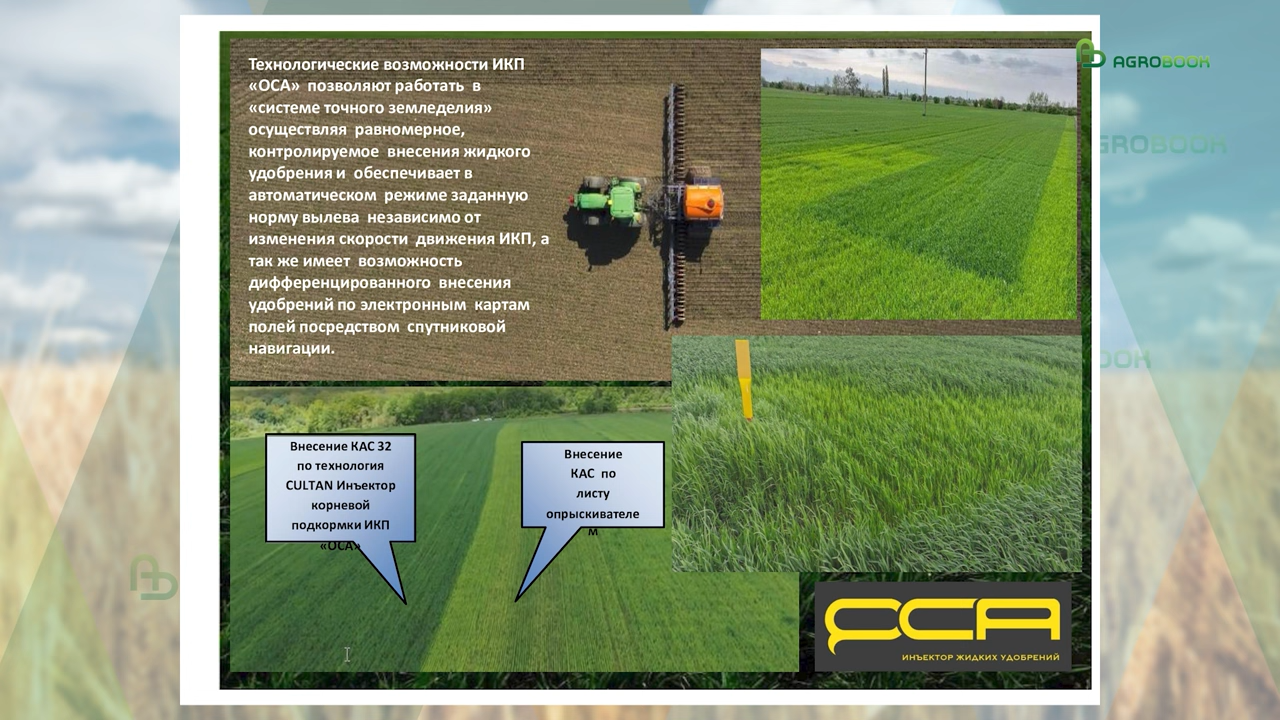 Технологические возможности ИКП
«ОСА» позволяют работать в
«системе точного земледелия»
осуществляя равномерное,
контролируемое внесения жидкого
удобрения и обеспечивает в
автоматическом режиме заданную
норму вылева независимо от
изменения скорости движения ИКП, а
так же имеет возможность
дифференцированного внесения
удобрений по электронным картам
полей посредством спутниковой
навигации.
AGROBOOK
GROBOOK
OOK
Внесение КАС 32
по технология
CULTAN Инъектор
корневой
подкормки ИКП
«ОСА»
Внесение
КАС по
листу
опрыскивателе
м
ОСА
ИНЪЕКТОР ЖИДКИХ УДОБРЕНИЙ